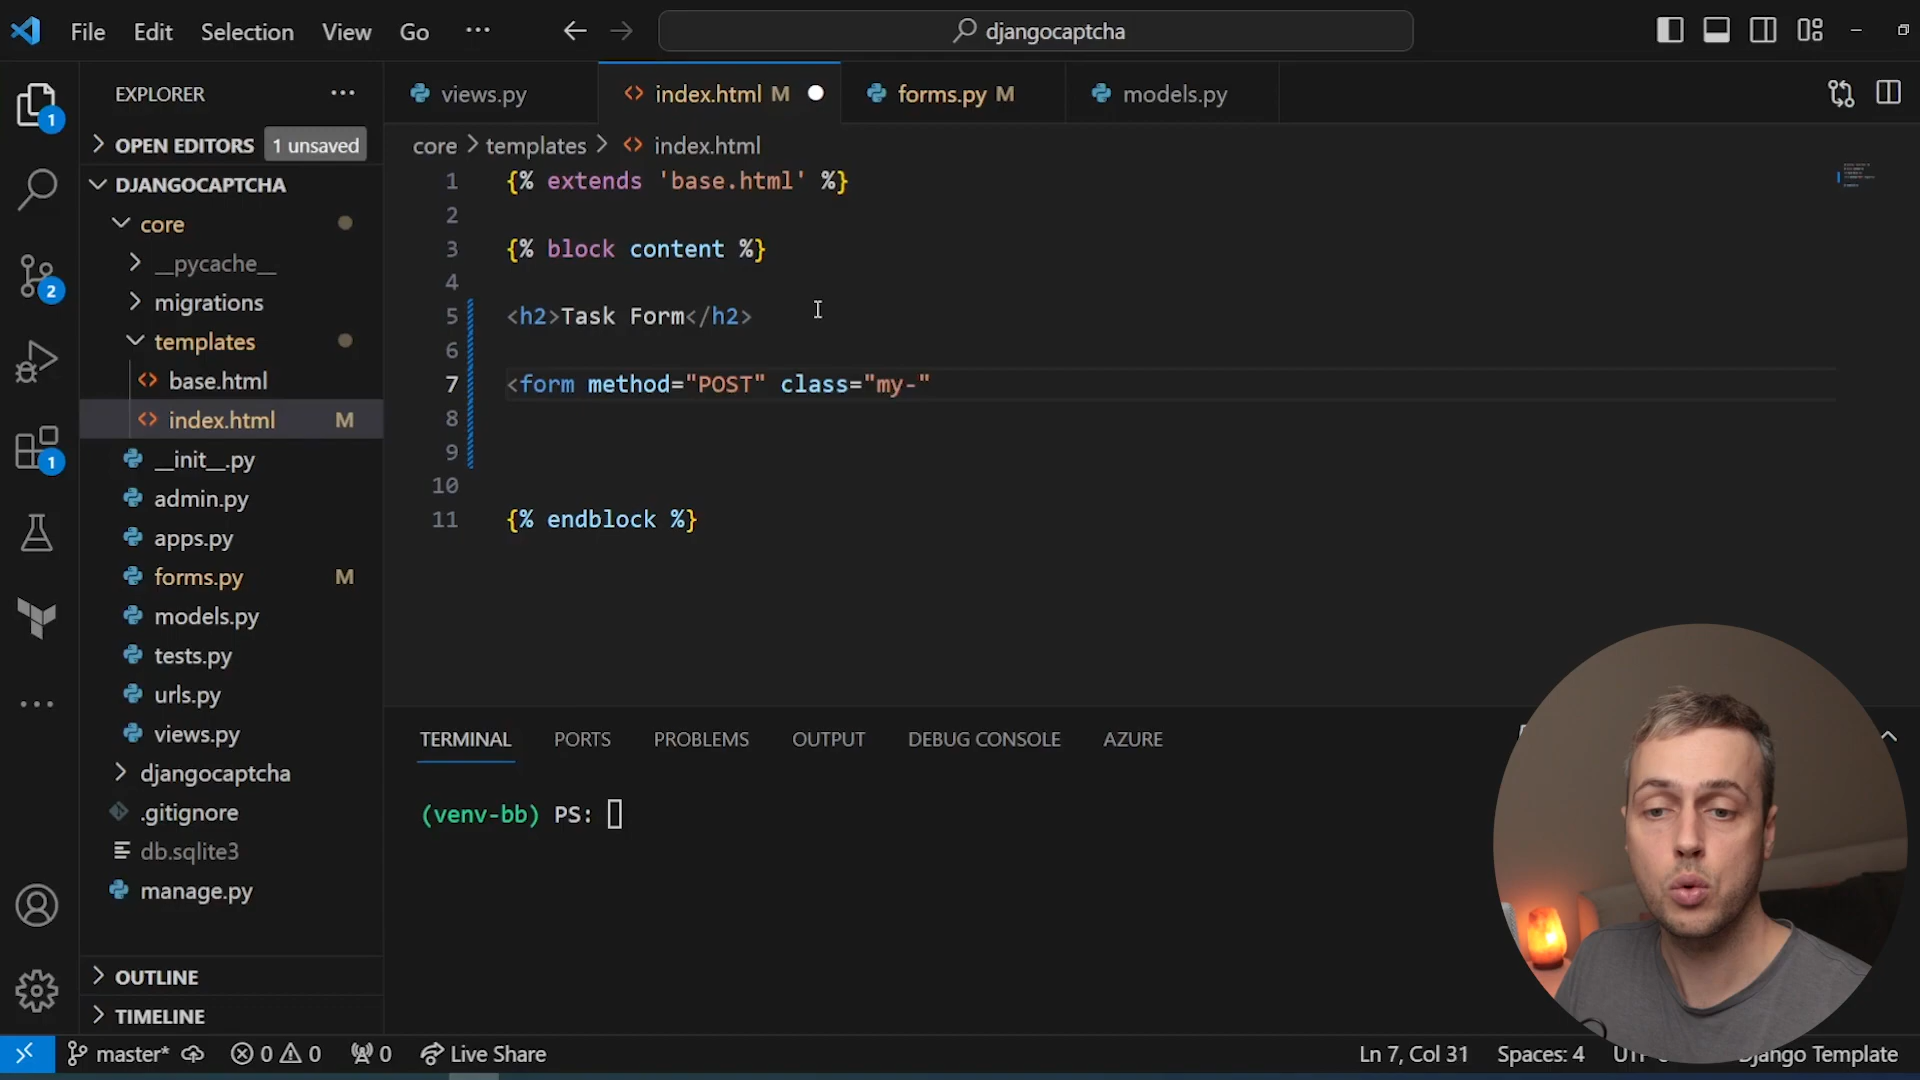 File Edit Selection View Go ...
djangocaptcha
EXPLORER ...
OPEN EDITORS 1 unsaved
DJANGOCAPTCHA
core
__pycache__
migrations
templates
base.html
index.html M
__init__.py
admin.py
apps.py
forms.py M
models.py
tests.py
urls.py
views.py
djangocaptcha
.gitignore
db.sqlite3
manage.py
OUTLINE
TIMELINE
1
2
1
views.py index.html M forms.py M models.py
core > templates > index.html
1 {% extends 'base.html' %}
2
3 {% block content %}
4
5 <h2>Task Form</h2>
6
7 <form method="POST" class="my-"
8
9
10
11 {% endblock %}
TERMINAL PORTS PROBLEMS OUTPUT DEBUG CONSOLE AZURE
(venv-bb) PS:
master* 0 0 0 Live Share Ln 7, Col 31 Spaces: 4 Django Template